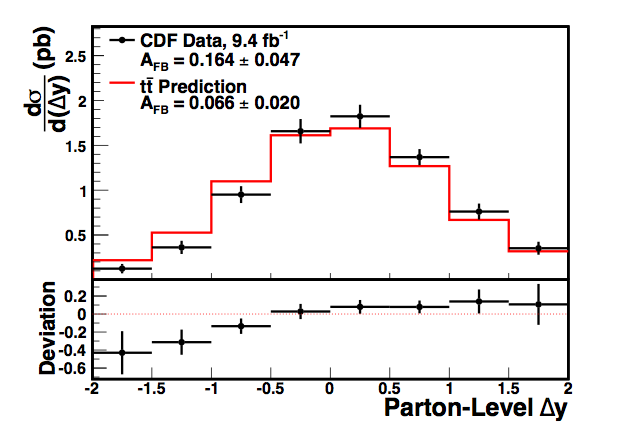 CDF Data, 9.4 fb⁻¹
A_FB = 0.164 ± 0.047
tt̄ Prediction
A_FB = 0.066 ± 0.020
dσ/d(Δy) (pb)
2.5
2
1.5
1
0.5
Deviation
0.2
0
-0.2
-0.4
-0.6
-2 -1.5 -1 -0.5 0 0.5 1 1.5 2
Parton-Level Δy